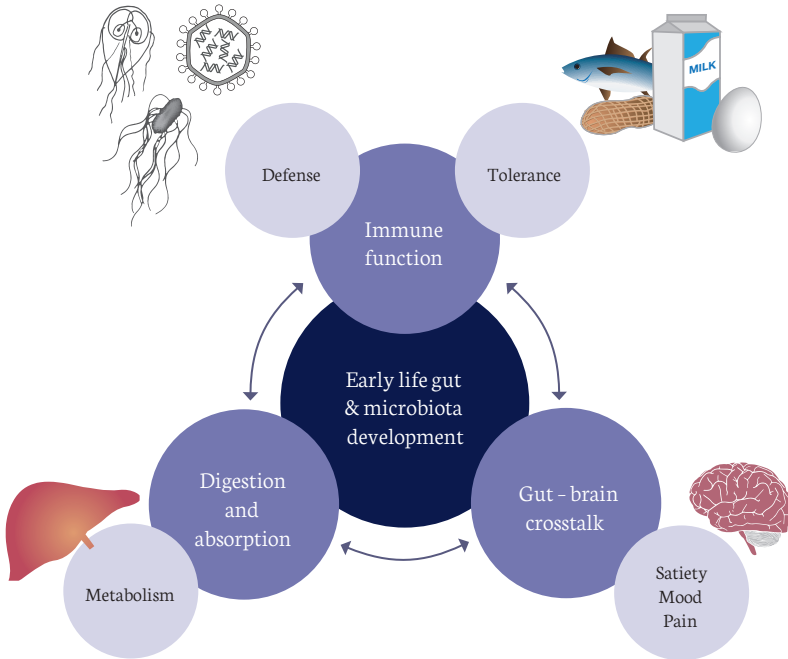 MILK
Defense
Tolerance
Immune
function
Early life gut
& microbiota
development
Digestion
and
absorption
Gut – brain
crosstalk
Metabolism
Satiety
Mood
Pain